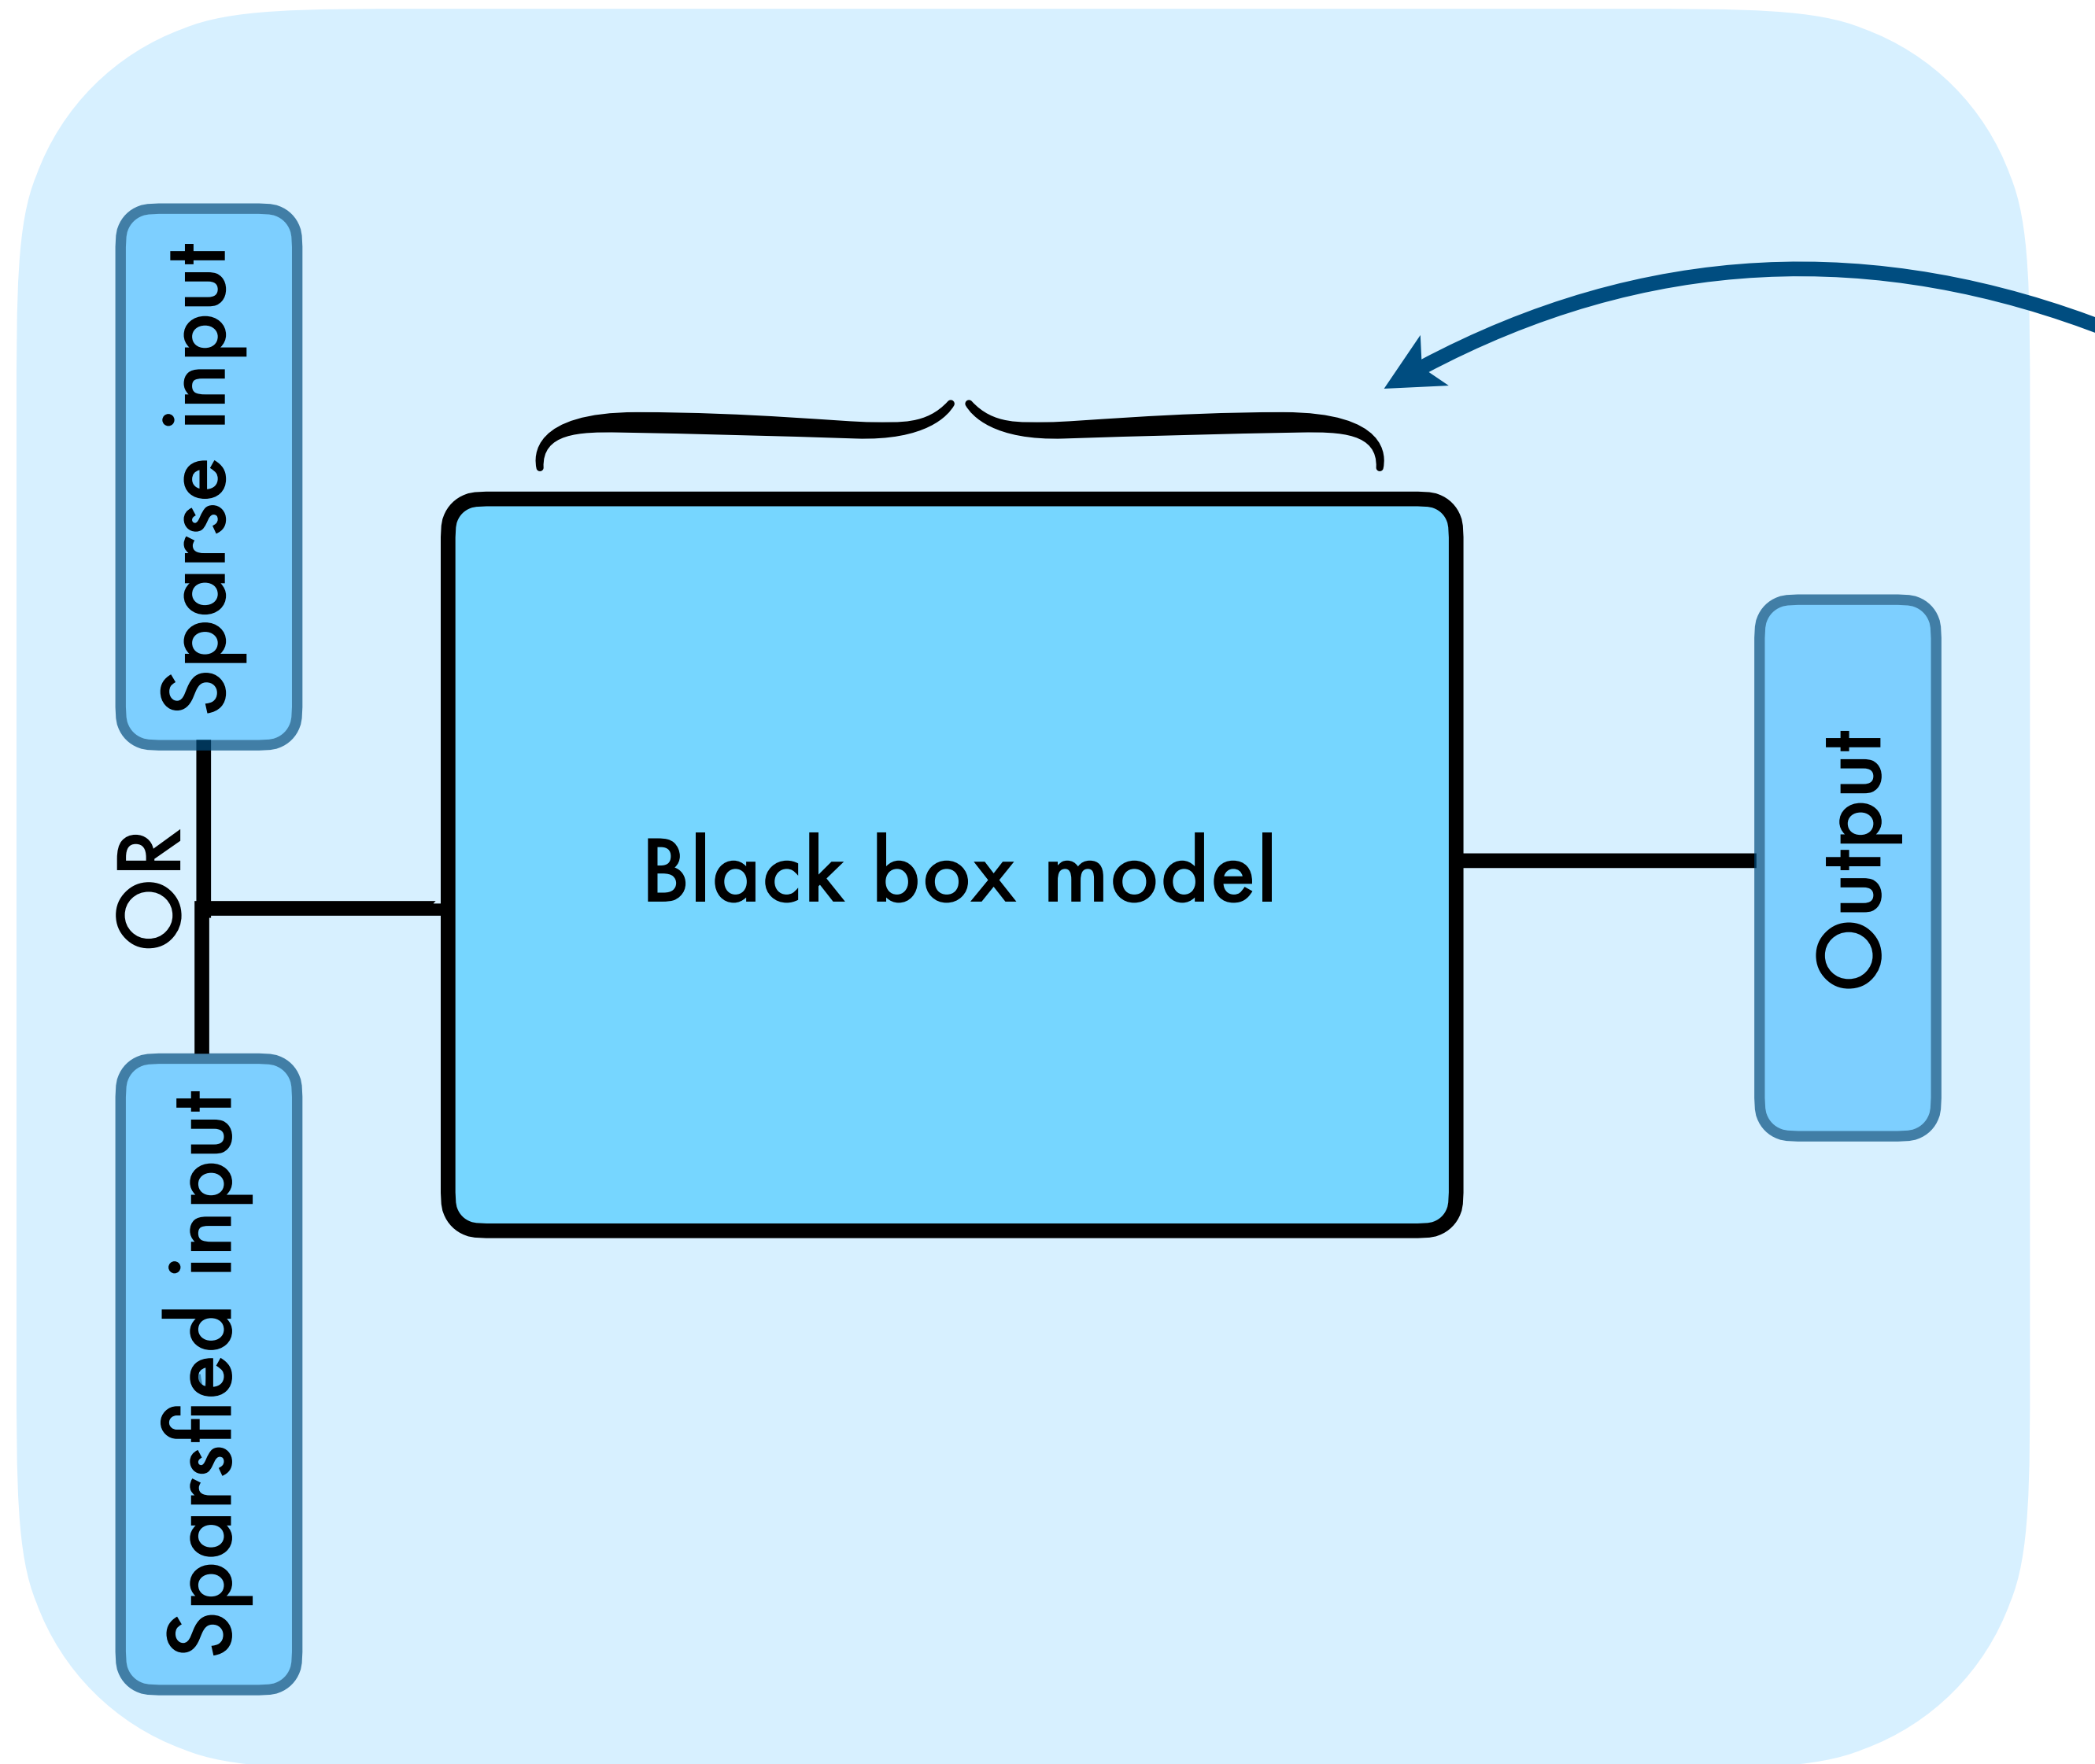 Sparse input
OR
Sparsfied input
Black box model
Output